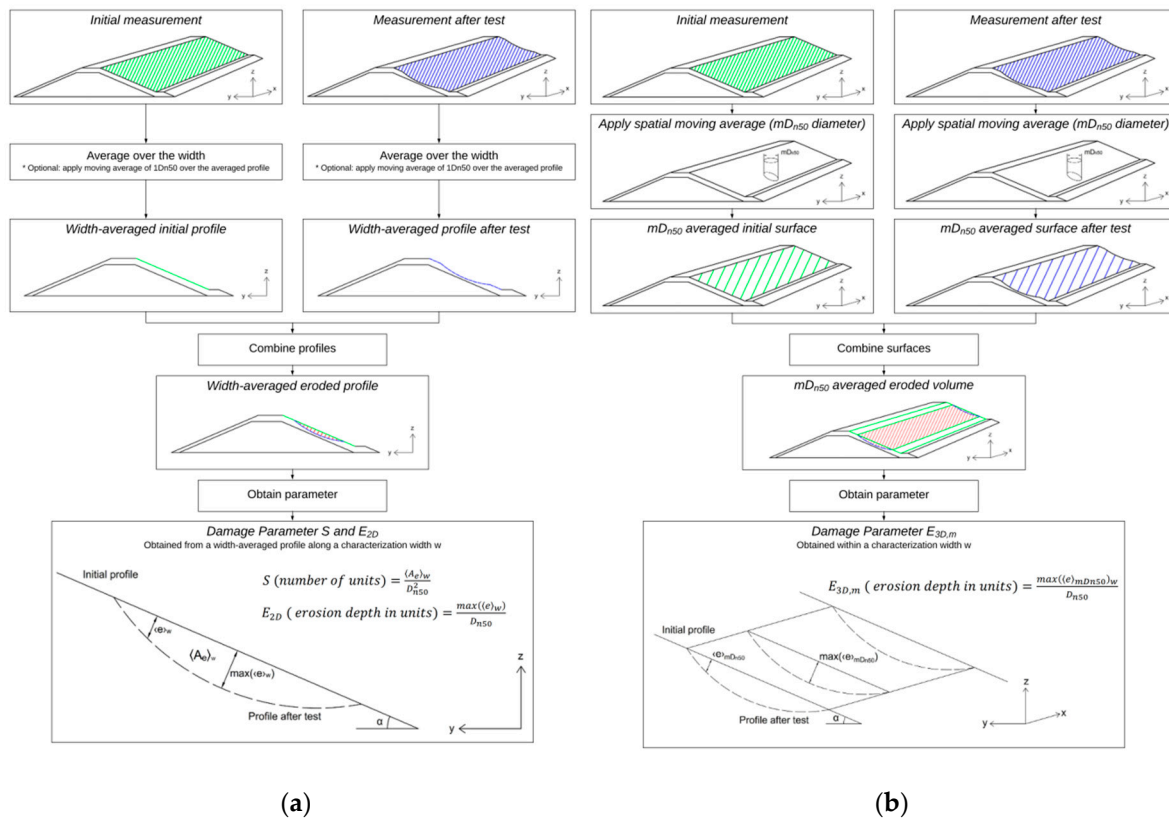 Initial measurement
z
y
x
Measurement after test
z
y
x
Average over the width
* Optional: apply moving average of 1Dn50 over the averaged profile
Average over the width
* Optional: apply moving average of 1Dn50 over the averaged profile
Width-averaged initial profile
z
y
Width-averaged profile after test
z
y
Combine profiles
Width-averaged eroded profile
z
y
Obtain parameter
Damage Parameter S and E2D
Obtained from a width-averaged profile along a characterization width w
Initial profile
S (number of units) = ⟨Ae⟩w / D²n50
E2D ( erosion depth in units) = max(⟨e⟩w) / Dn50
⟨e⟩w
⟨Ae⟩w
max(⟨e⟩w)
Profile after test
α
z
y
(a)
Initial measurement
z
y
x
Measurement after test
z
y
x
Apply spatial moving average (mDn50 diameter)
mDn50
z
y
x
Apply spatial moving average (mDn50 diameter)
mDn50
z
y
x
mDn50 averaged initial surface
z
y
x
mDn50 averaged surface after test
z
y
x
Combine surfaces
mDn50 averaged eroded volume
z
y
x
Obtain parameter
Damage Parameter E3D,m
Obtained within a characterization width w
E3D,m ( erosion depth in units) = max(⟨e⟩mDn50)w / Dn50
Initial profile
⟨e⟩mDn50
max(⟨e⟩mDn50)
Profile after test
α
z
y
x
(b)